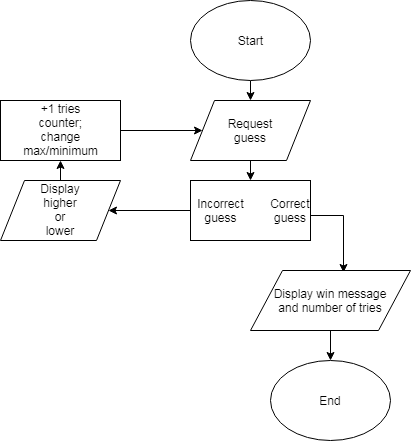 Start
+1 tries
counter;
change
max/minimum
Request
guess
Display
higher
or
lower
Incorrect
guess
Correct
guess
Display win message
and number of tries
End